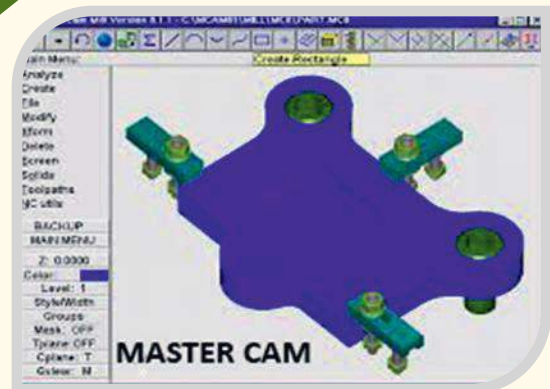 Mill Version 8.1.1 - C:\MCAM81\MILL\MC8\PART.MC8
Main Menu:
Create Rectangle
Analyze
Create
File
Modify
Xform
Delete
Screen
Solids
Toolpaths
NC utils
BACKUP
MAIN MENU
Z: 0.0000
Color:
Level: 1
Style/Width
Groups
Mask: OFF
Tplane: OFF
Cplane: T
Gview: M
MASTER CAM